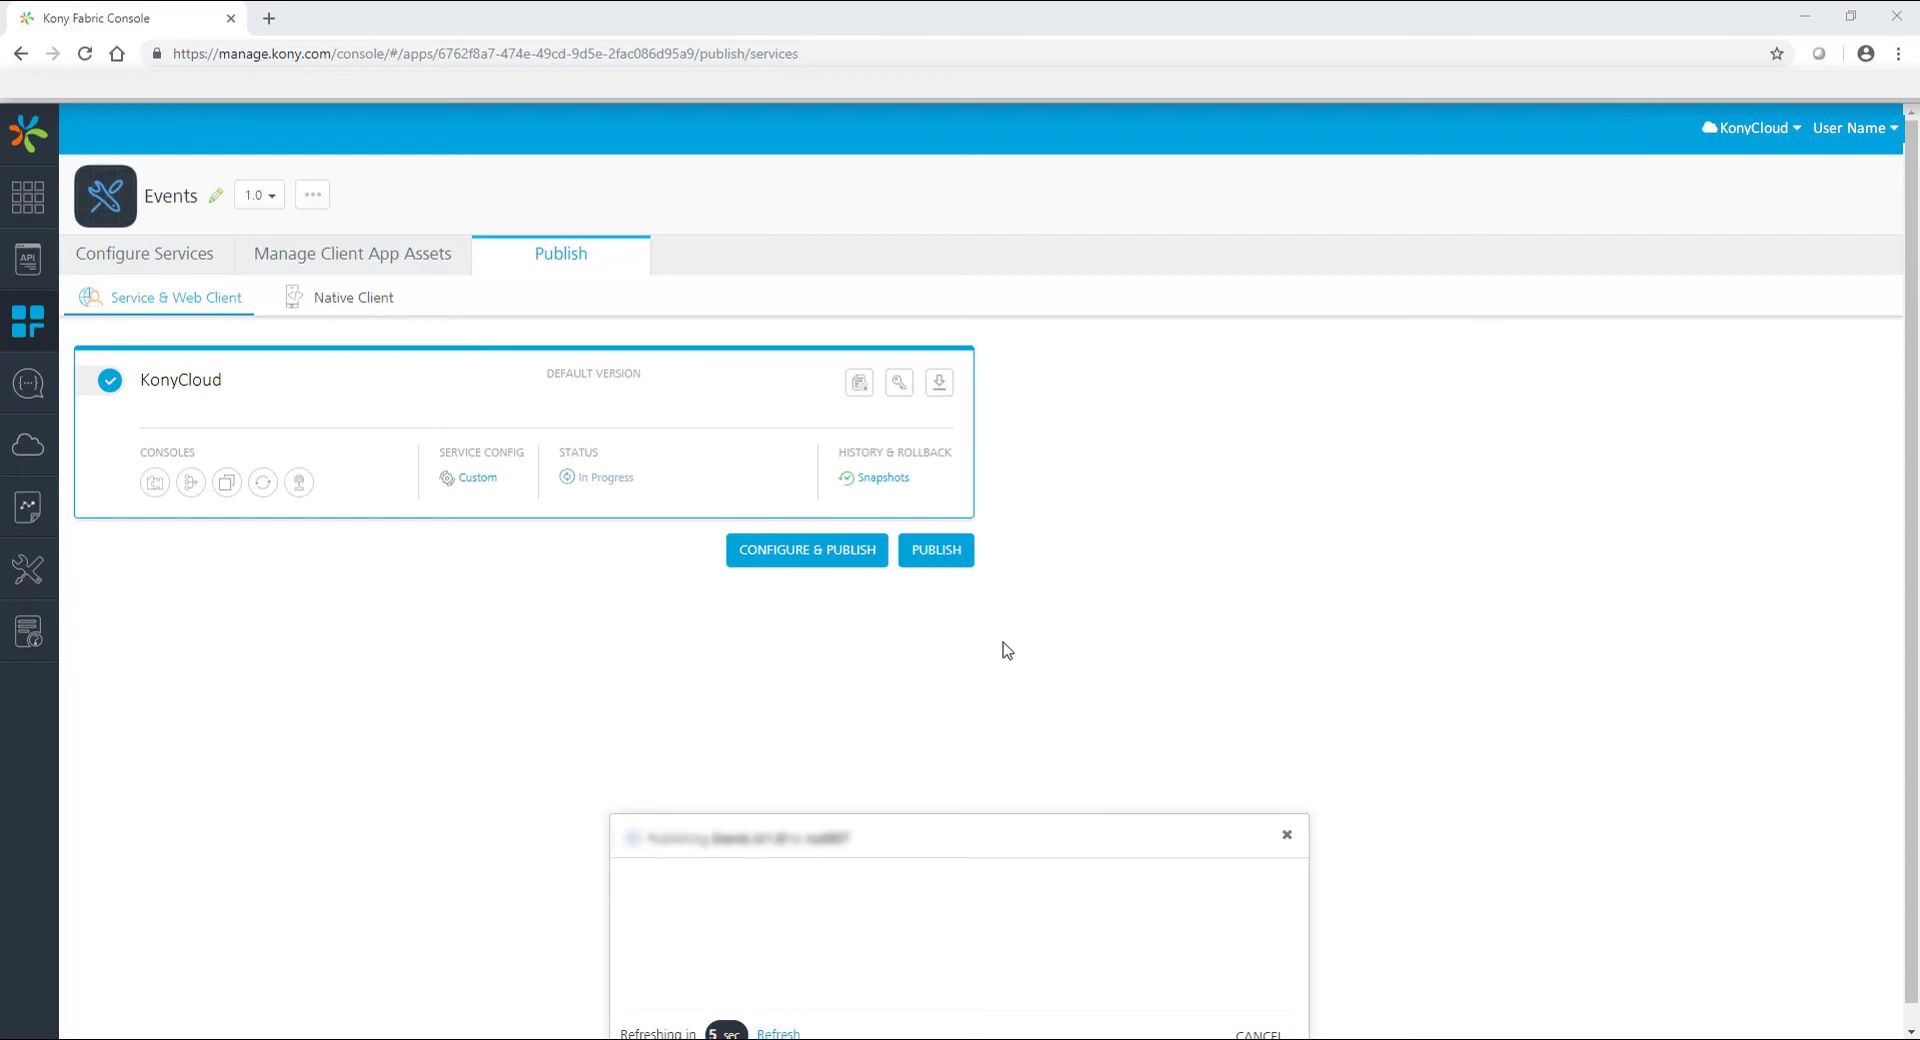 Kony Fabric Console
https://manage.kony.com/console/#/apps/6762f8a7-474e-49cd-9d5e-2fac086d95a9/publish/services
KonyCloud User Name
Events 1.0
API
Configure Services Manage Client App Assets Publish
Service & Web Client Native Client
KonyCloud DEFAULT VERSION
CONSOLES SERVICE CONFIG STATUS HISTORY & ROLLBACK
Custom In Progress Snapshots
CONFIGURE & PUBLISH PUBLISH
Refreshing in 5 sec Refresh CANCEL